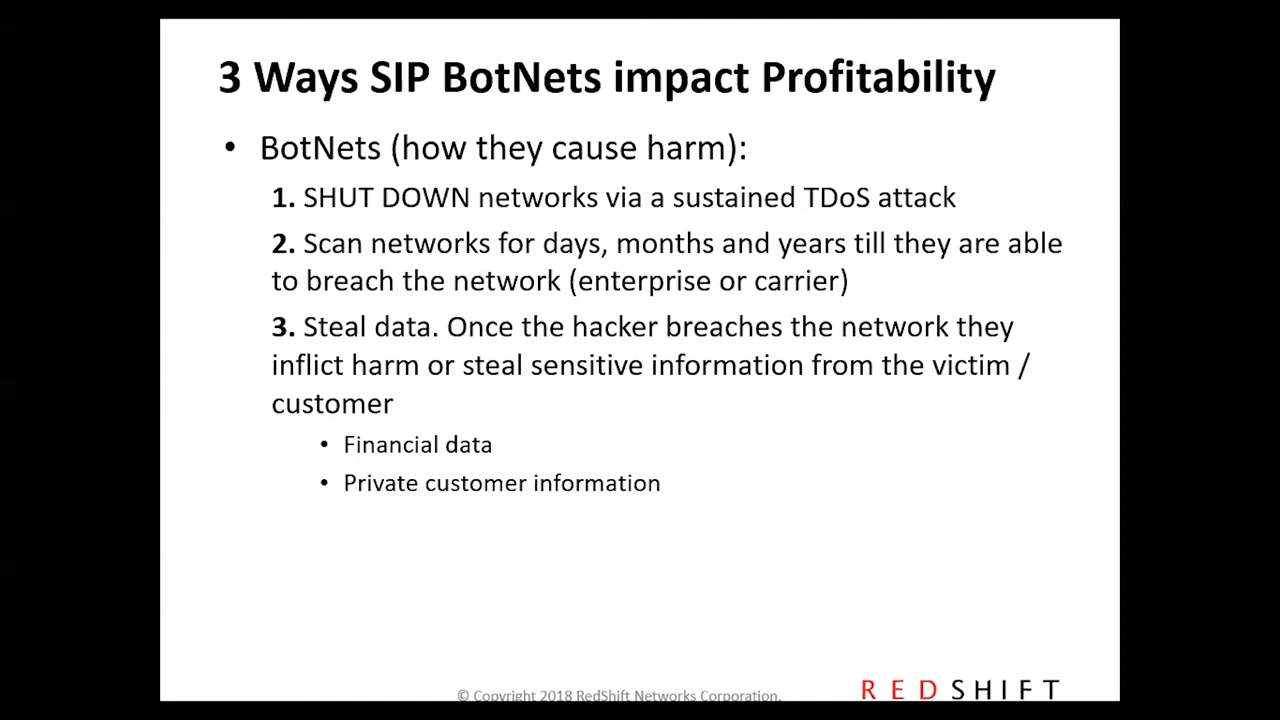 3 Ways SIP BotNets impact Profitability
• BotNets (how they cause harm):
1. SHUT DOWN networks via a sustained TDoS attack
2. Scan networks for days, months and years till they are able
to breach the network (enterprise or carrier)
3. Steal data. Once the hacker breaches the network they
inflict harm or steal sensitive information from the victim /
customer
• Financial data
• Private customer information
© Copyright 2018 RedShift Networks Corporation.
REDSHIFT